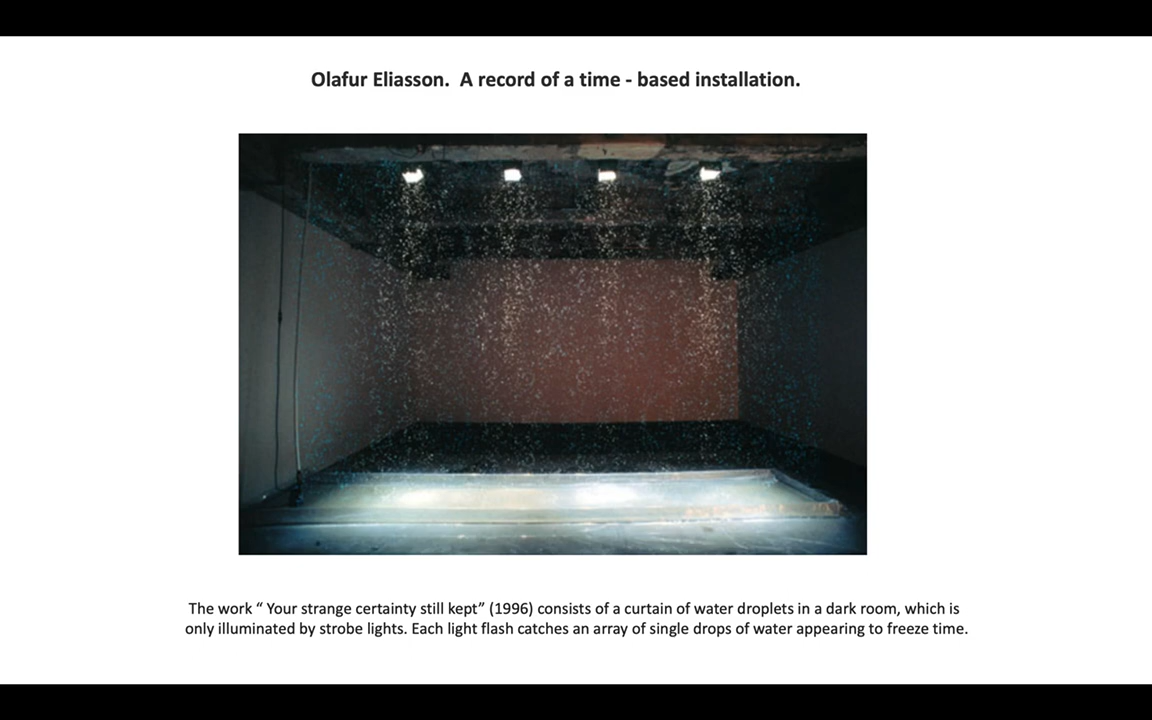 Olafur Eliasson.  A record of a time - based installation.
The work “ Your strange certainty still kept” (1996) consists of a curtain of water droplets in a dark room, which is
only illuminated by strobe lights. Each light flash catches an array of single drops of water appearing to freeze time.